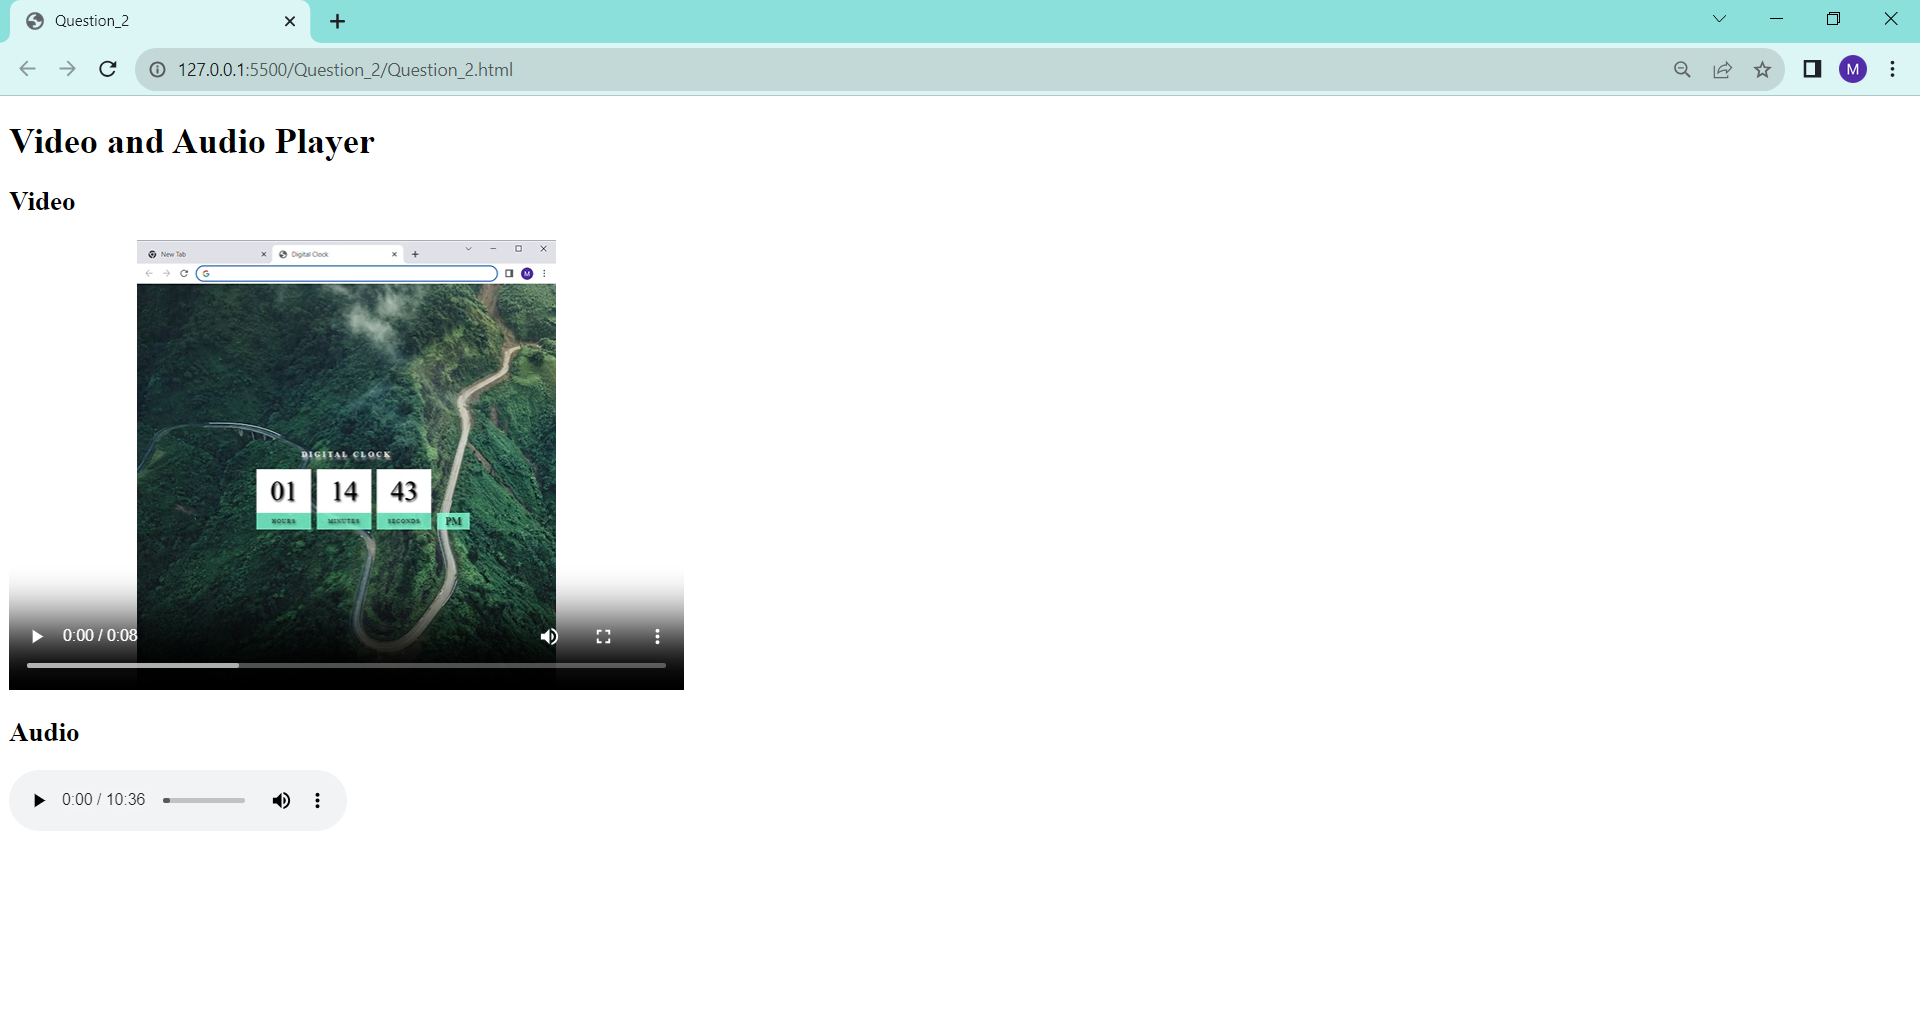 Question_2
127.0.0.1:5500/Question_2/Question_2.html
M
Video and Audio Player
Video
New Tab
Digital Clock
M
DIGITAL CLOCK
01 14 43
HOURS MINUTES SECONDS PM
0:00 / 0:08
Audio
0:00 / 10:36